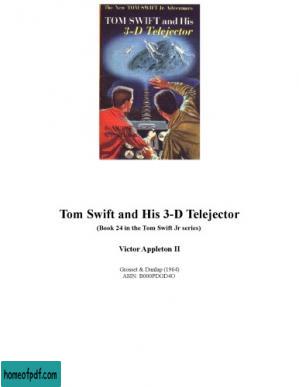 The New TOM SWIFT Jr. Adventures
TOM SWIFT and His
3-D Telejector
Tom Swift and His 3-D Telejector
(Book 24 in the Tom Swift Jr series)
Victor Appleton II
Grosset & Dunlap (1964)
ASIN: B000PDGD4O
homeofpdf.com